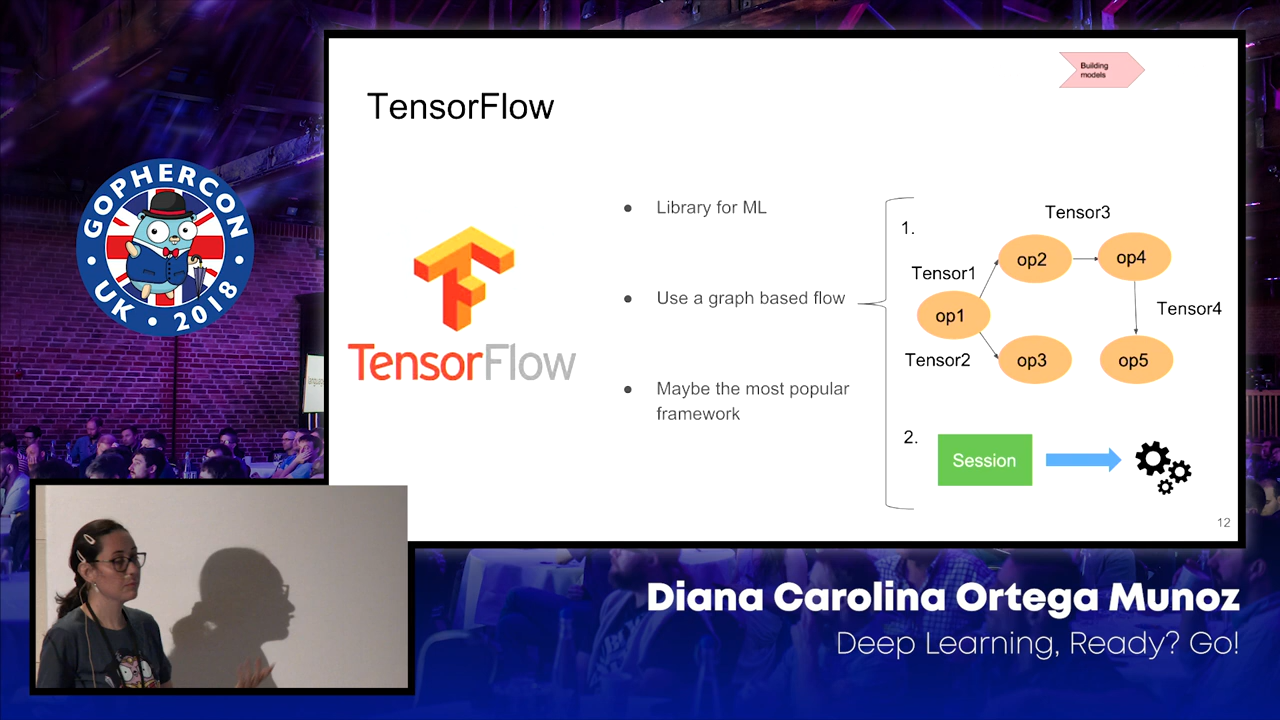 GOPHERCON
UK • 2018
Building
models
TensorFlow
TensorFlow
● Library for ML
● Use a graph based flow
● Maybe the most popular
framework
1.
Tensor3
op2
op4
Tensor1
op1
Tensor4
Tensor2
op3
op5
2.
Session
12
Diana Carolina Ortega Munoz
Deep Learning, Ready? Go!